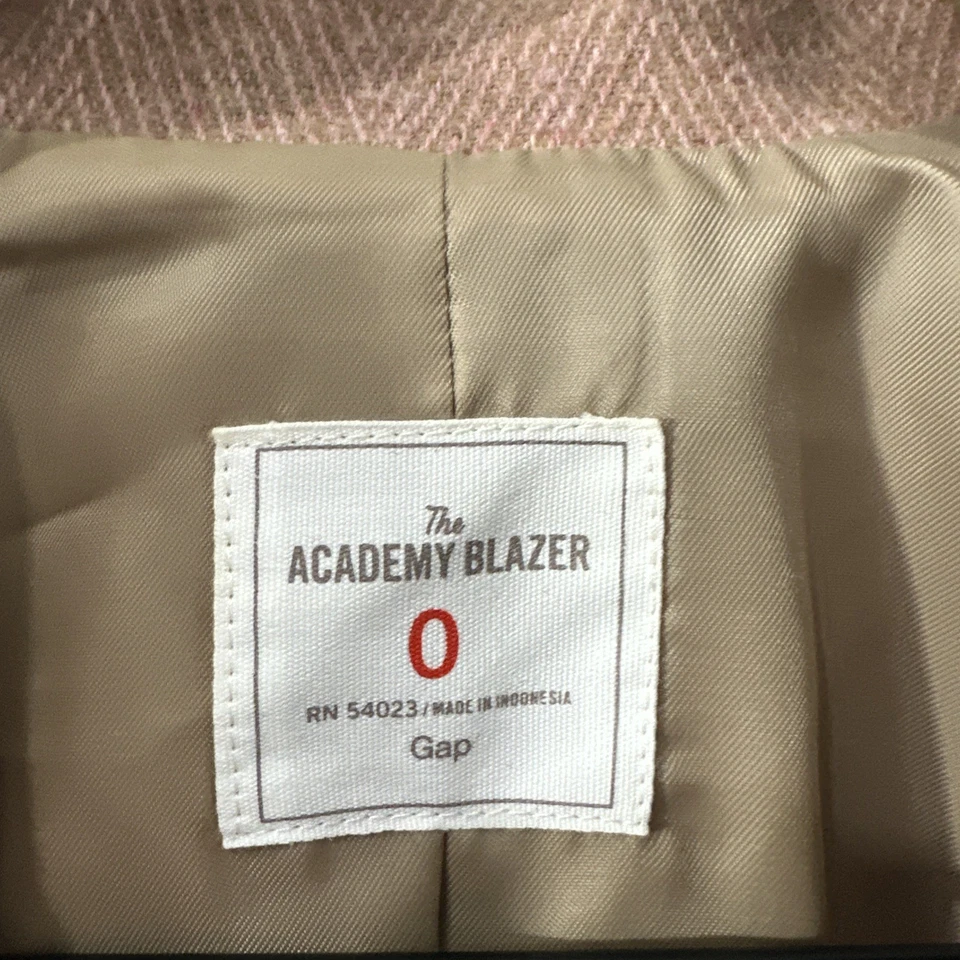 The
ACADEMY BLAZER
0
RN 54023 / MADE IN INDONESIA
Gap